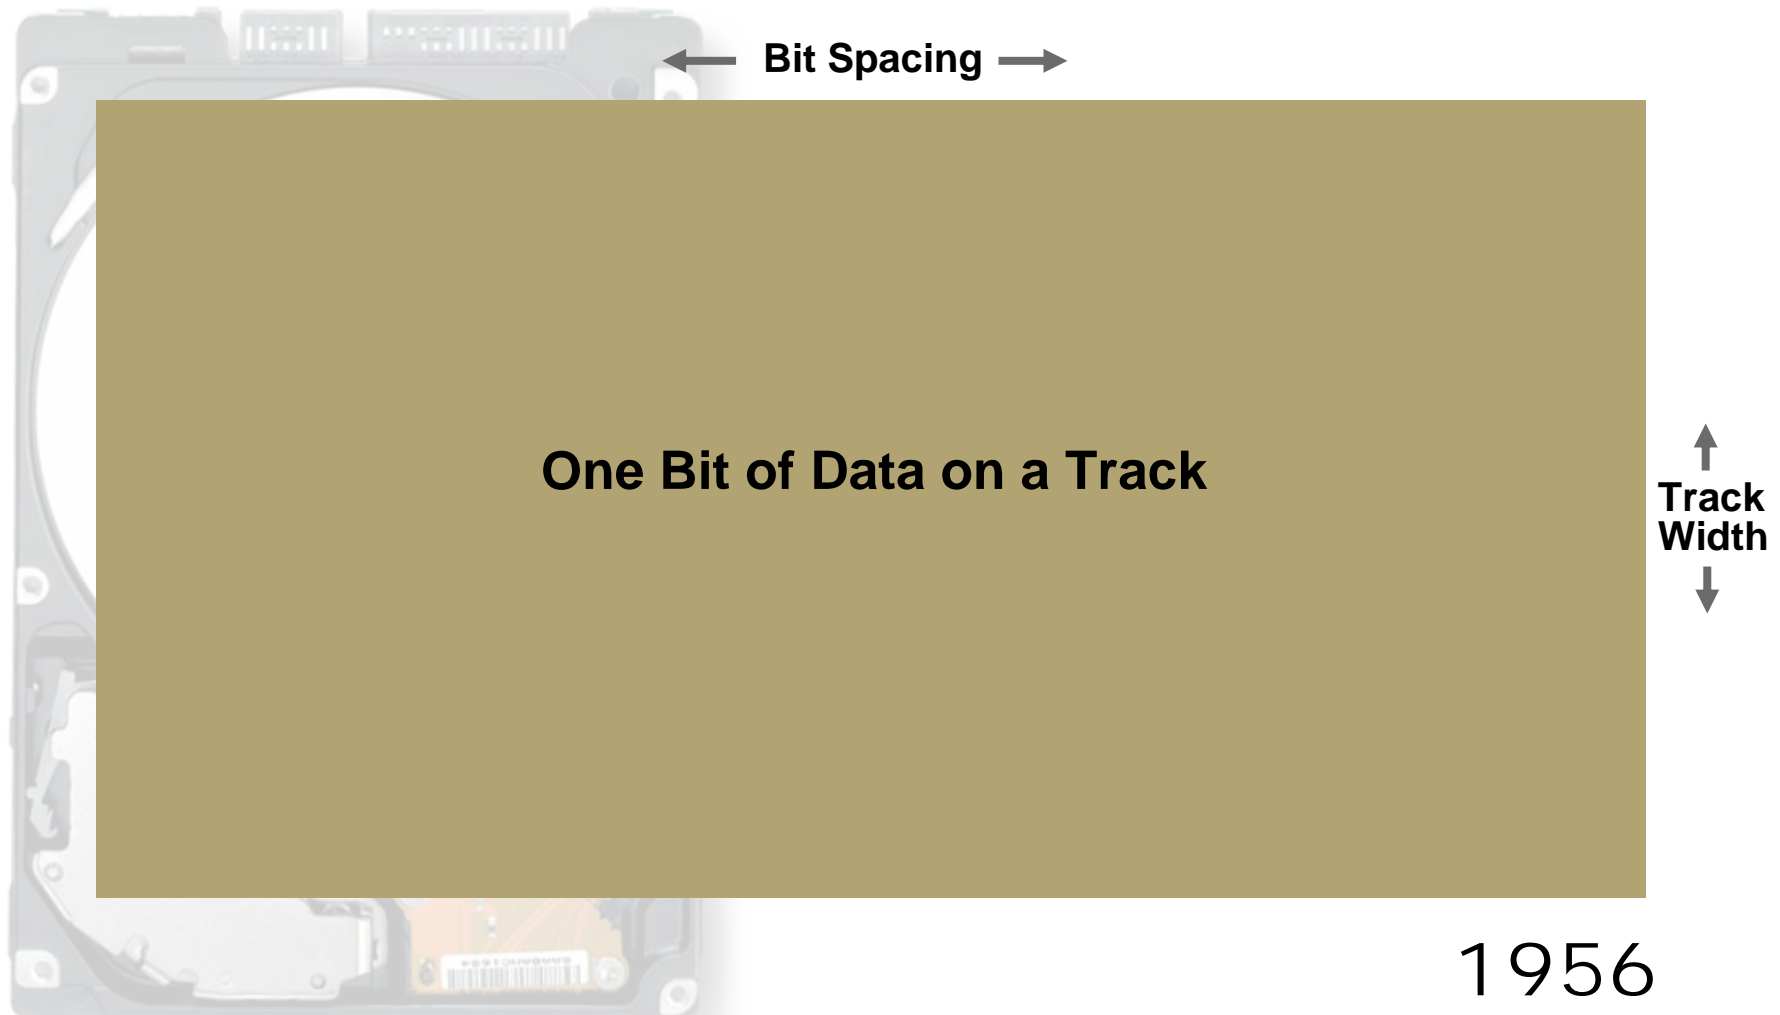 Bit Spacing
One Bit of Data on a Track
Track
Width
1956